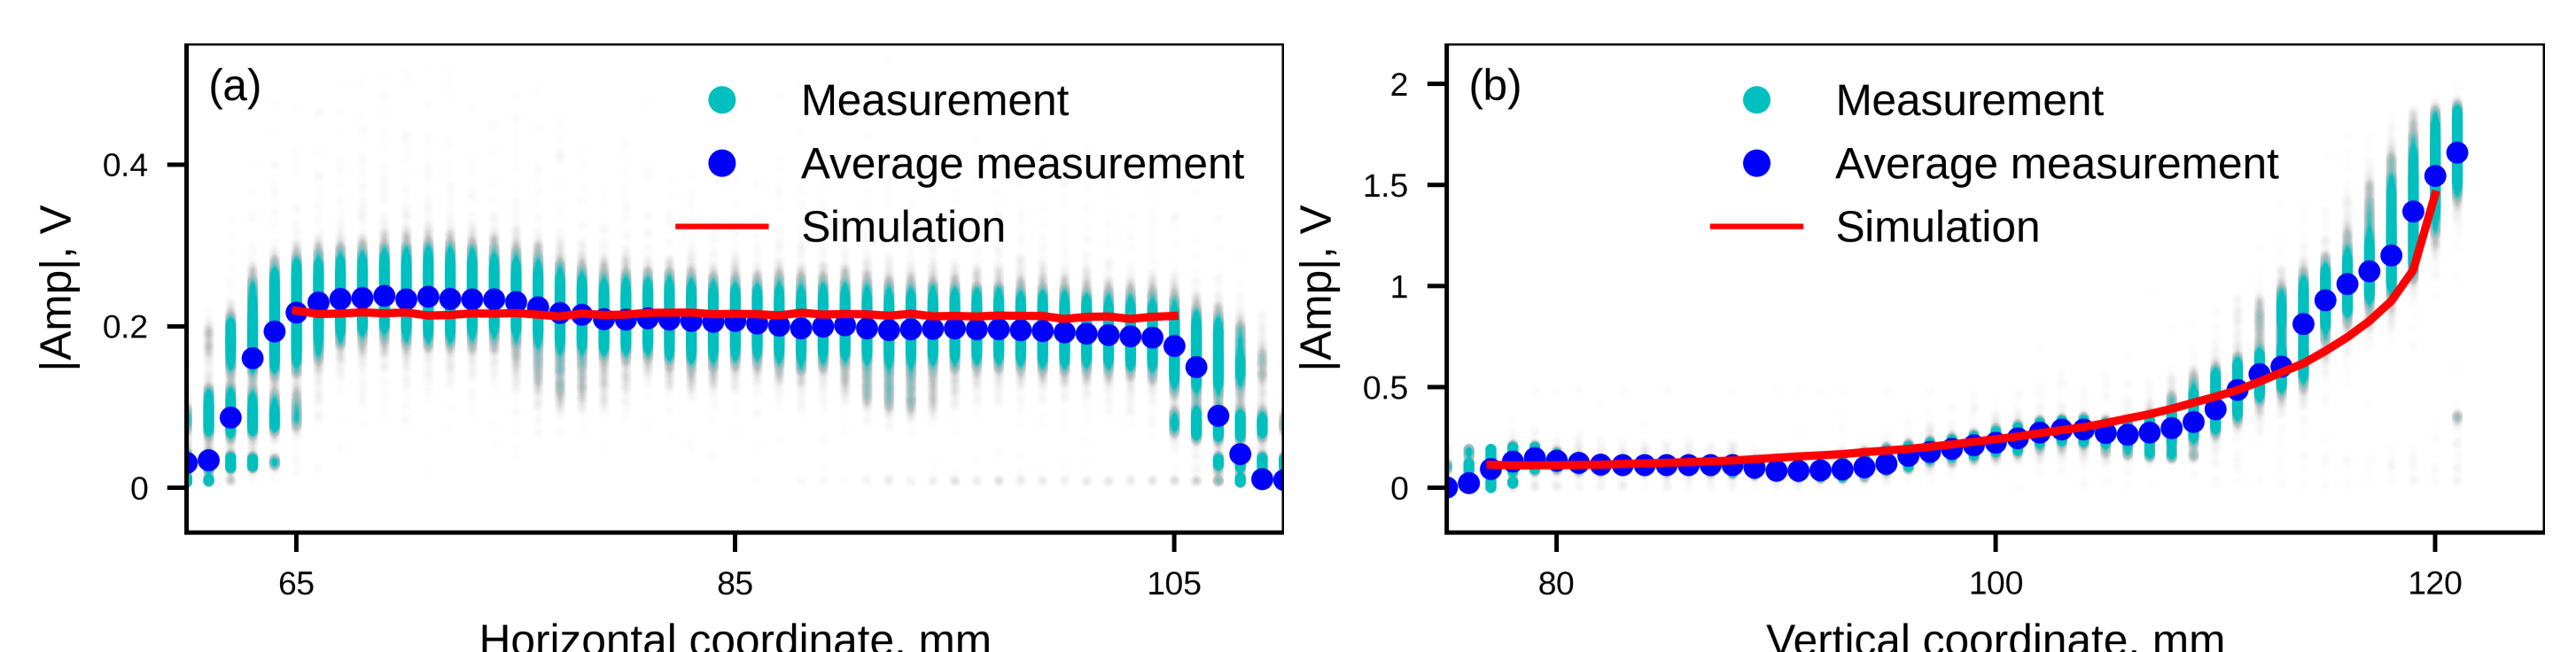 (a)
Measurement
Average measurement
Simulation
|Amp|, V
0.4
0.2
0
65
85
105
Horizontal coordinate, mm
(b)
Measurement
Average measurement
Simulation
|Amp|, V
2
1.5
1
0.5
0
80
100
120
Vertical coordinate, mm